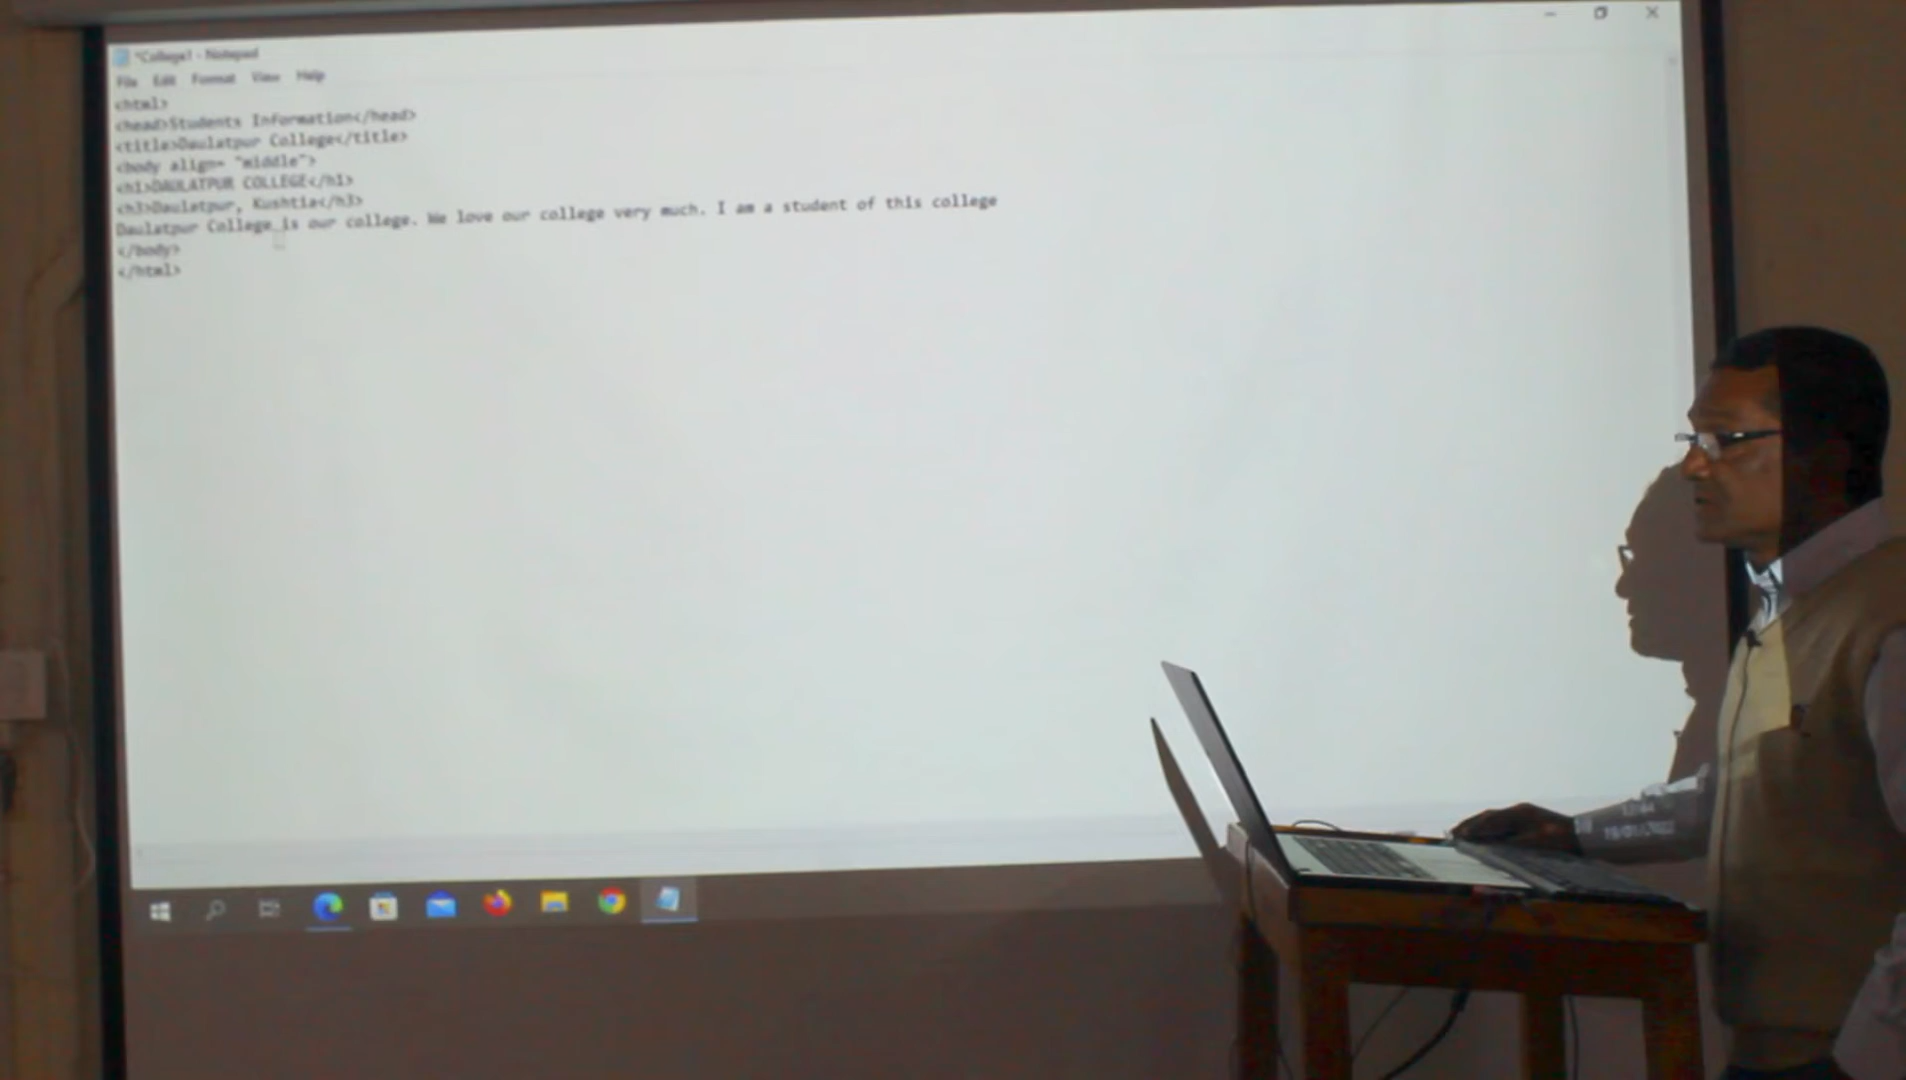 *College1 - Notepad
File Edit Format View Help
<html>
<head>Students Information</head>
<title>Daulatpur College</title>
<body align= "middle">
<h1>DAULATPUR COLLEGE</h1>
<h3>Daulatpur, Kushtia</h3>
Daulatpur College is our college. We love our college very much. I am a student of this college
</body>
</html>